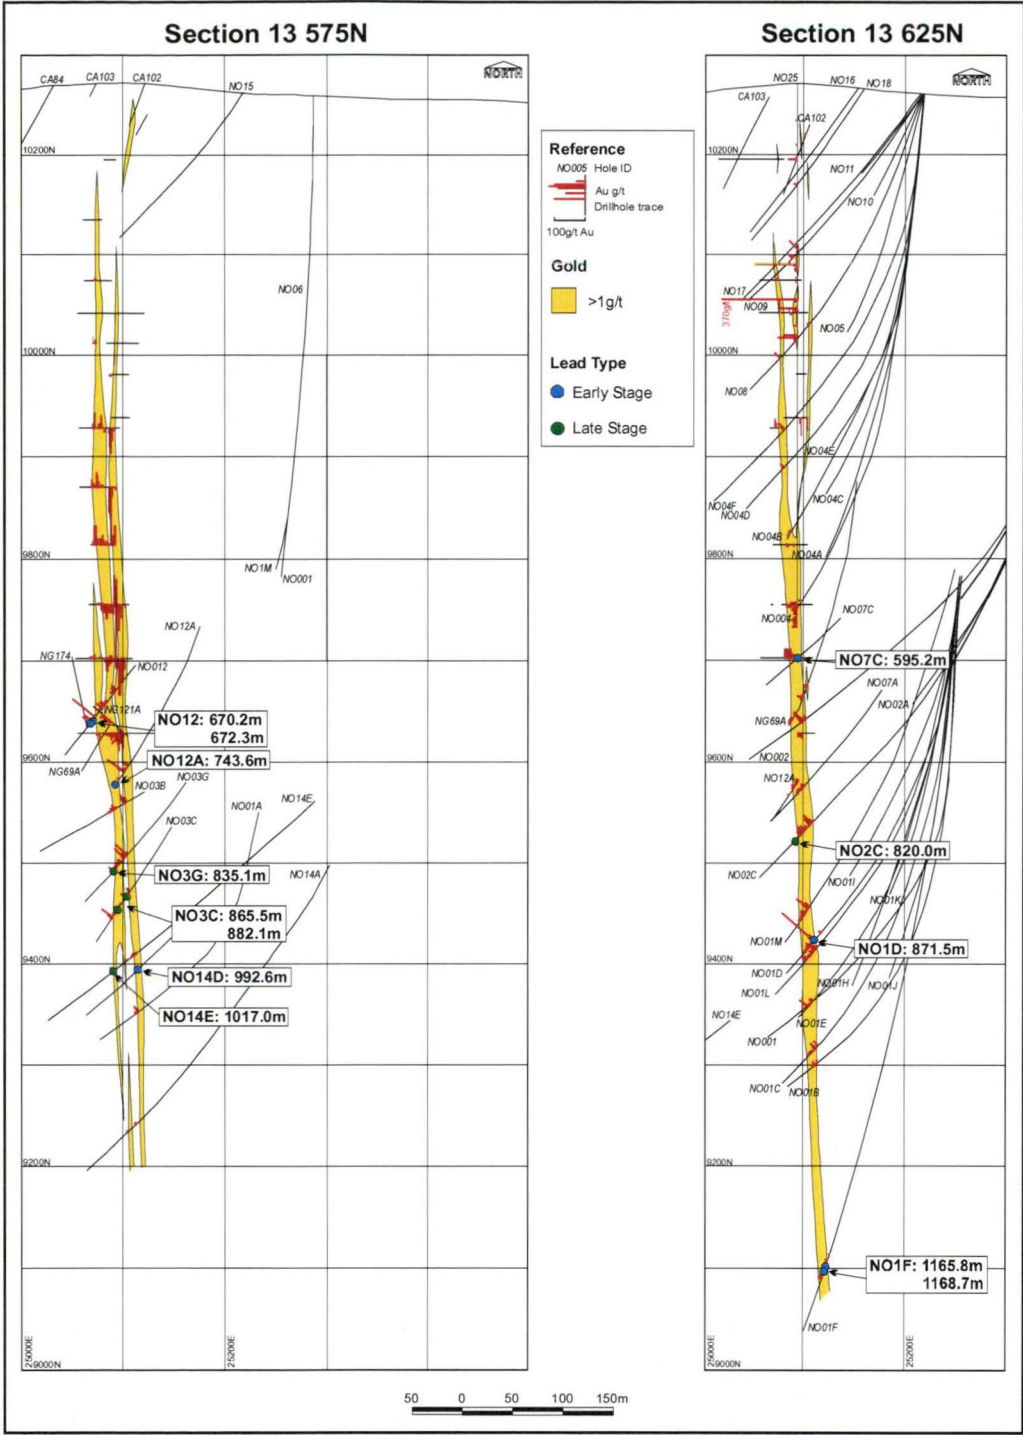 Section 13 575N
Section 13 625N
CA84
CA103
CA102
NO15
NORTH
10200N
NO06
10000N
9800N
NO1M
NO001
NO12A
NG174
NO012
NG121A
NO12: 670.2m
672.3m
NO12A: 743.6m
9600N
NG69A
NO03G
NO03B
NO01A
NO14E
NO03C
NO14A
NO3G: 835.1m
NO3C: 865.5m
882.1m
9400N
NO14D: 992.6m
NO14E: 1017.0m
9200N
25000E
25200E
29000N
Reference
NO005 Hole ID
Au g/t
Drillhole trace
100g/t Au
Gold
>1g/t
Lead Type
Early Stage
Late Stage
NO25
NO16
NO18
NORTH
CA103
CA102
10200N
NO11
NO10
NO17
NO09
370g/t
NO05
10000N
NO08
NO04E
NO04F
NO04D
NO04C
NO04B
NO04A
9800N
NO07C
NO004
NO7C: 595.2m
NO07A
NO02A
NG69A
NO002
9600N
NO12A
NO2C: 820.0m
NO02C
NO01I
NO01K
NO01M
NO1D: 871.5m
9400N
NO01D
NO01H
NO01J
NO01L
NO14E
NO01E
NO001
NO01C
NO01B
9200N
NO1F: 1165.8m
1168.7m
NO01F
25000E
25200E
29000N
50 0 50 100 150m